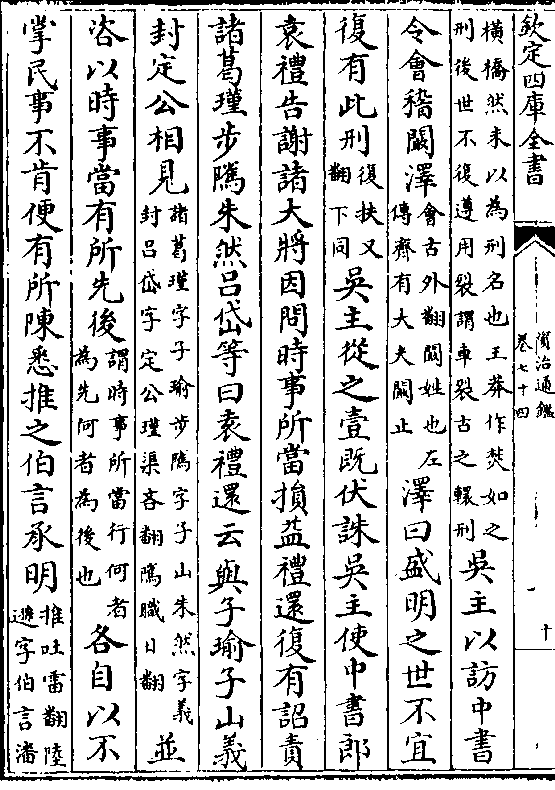 欽定四庫全書
資治通鑑
卷七十四
十
橫橋然未以為刑名也王莽作焚如之
刑後世不復遵用裂謂車裂古之轘刑
吳主以訪中書
令會稽闞澤
會古外翻闞姓也左
傳齊有大夫闞止
澤曰盛明之世不宜
復有此刑
復扶又
翻下同
吳主從之壹既伏誅吳主使中書郎
袁禮告謝諸大將因問時事所當損益禮還復有詔責
諸葛瑾步騭朱然呂岱等曰袁禮還云與子瑜子山義
封定公相見
諸葛瑾字子瑜步騭字子山朱然字義
封呂岱字定公瑾渠吝翻騭職日翻
並
咨以時事當有所先後
謂時事所當行何者
為先何者為後也
各自以不
掌民事不肯便有所陳悉推之伯言承明
推吐雷翻陸
遜字伯言潘